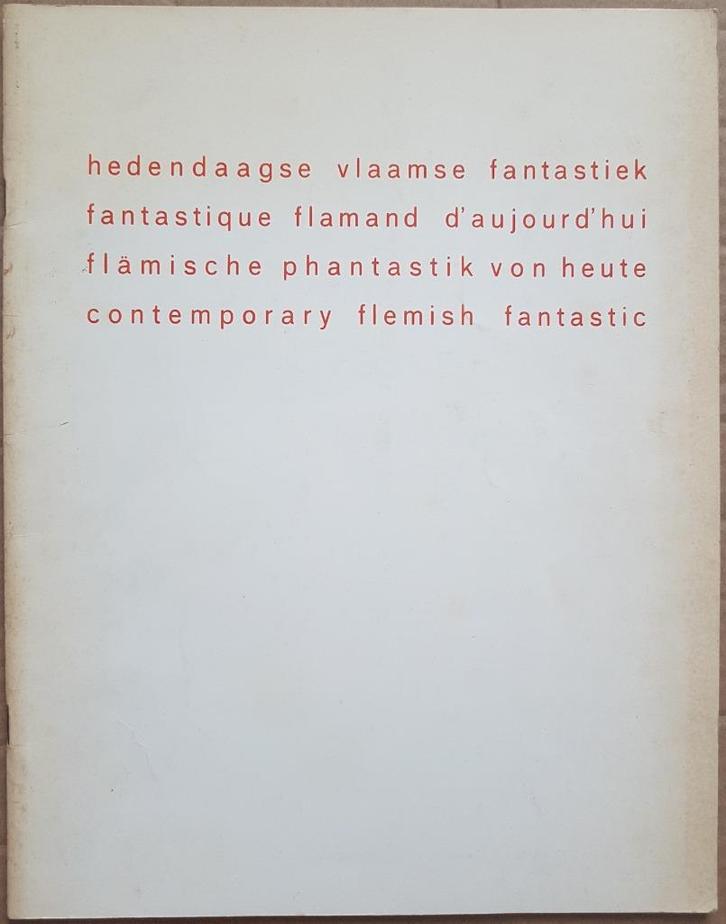 hedendaagse vlaamse fantastiek
fantastique flamand d'aujourd'hui
flämische phantastik von heute
contemporary flemish fantastic